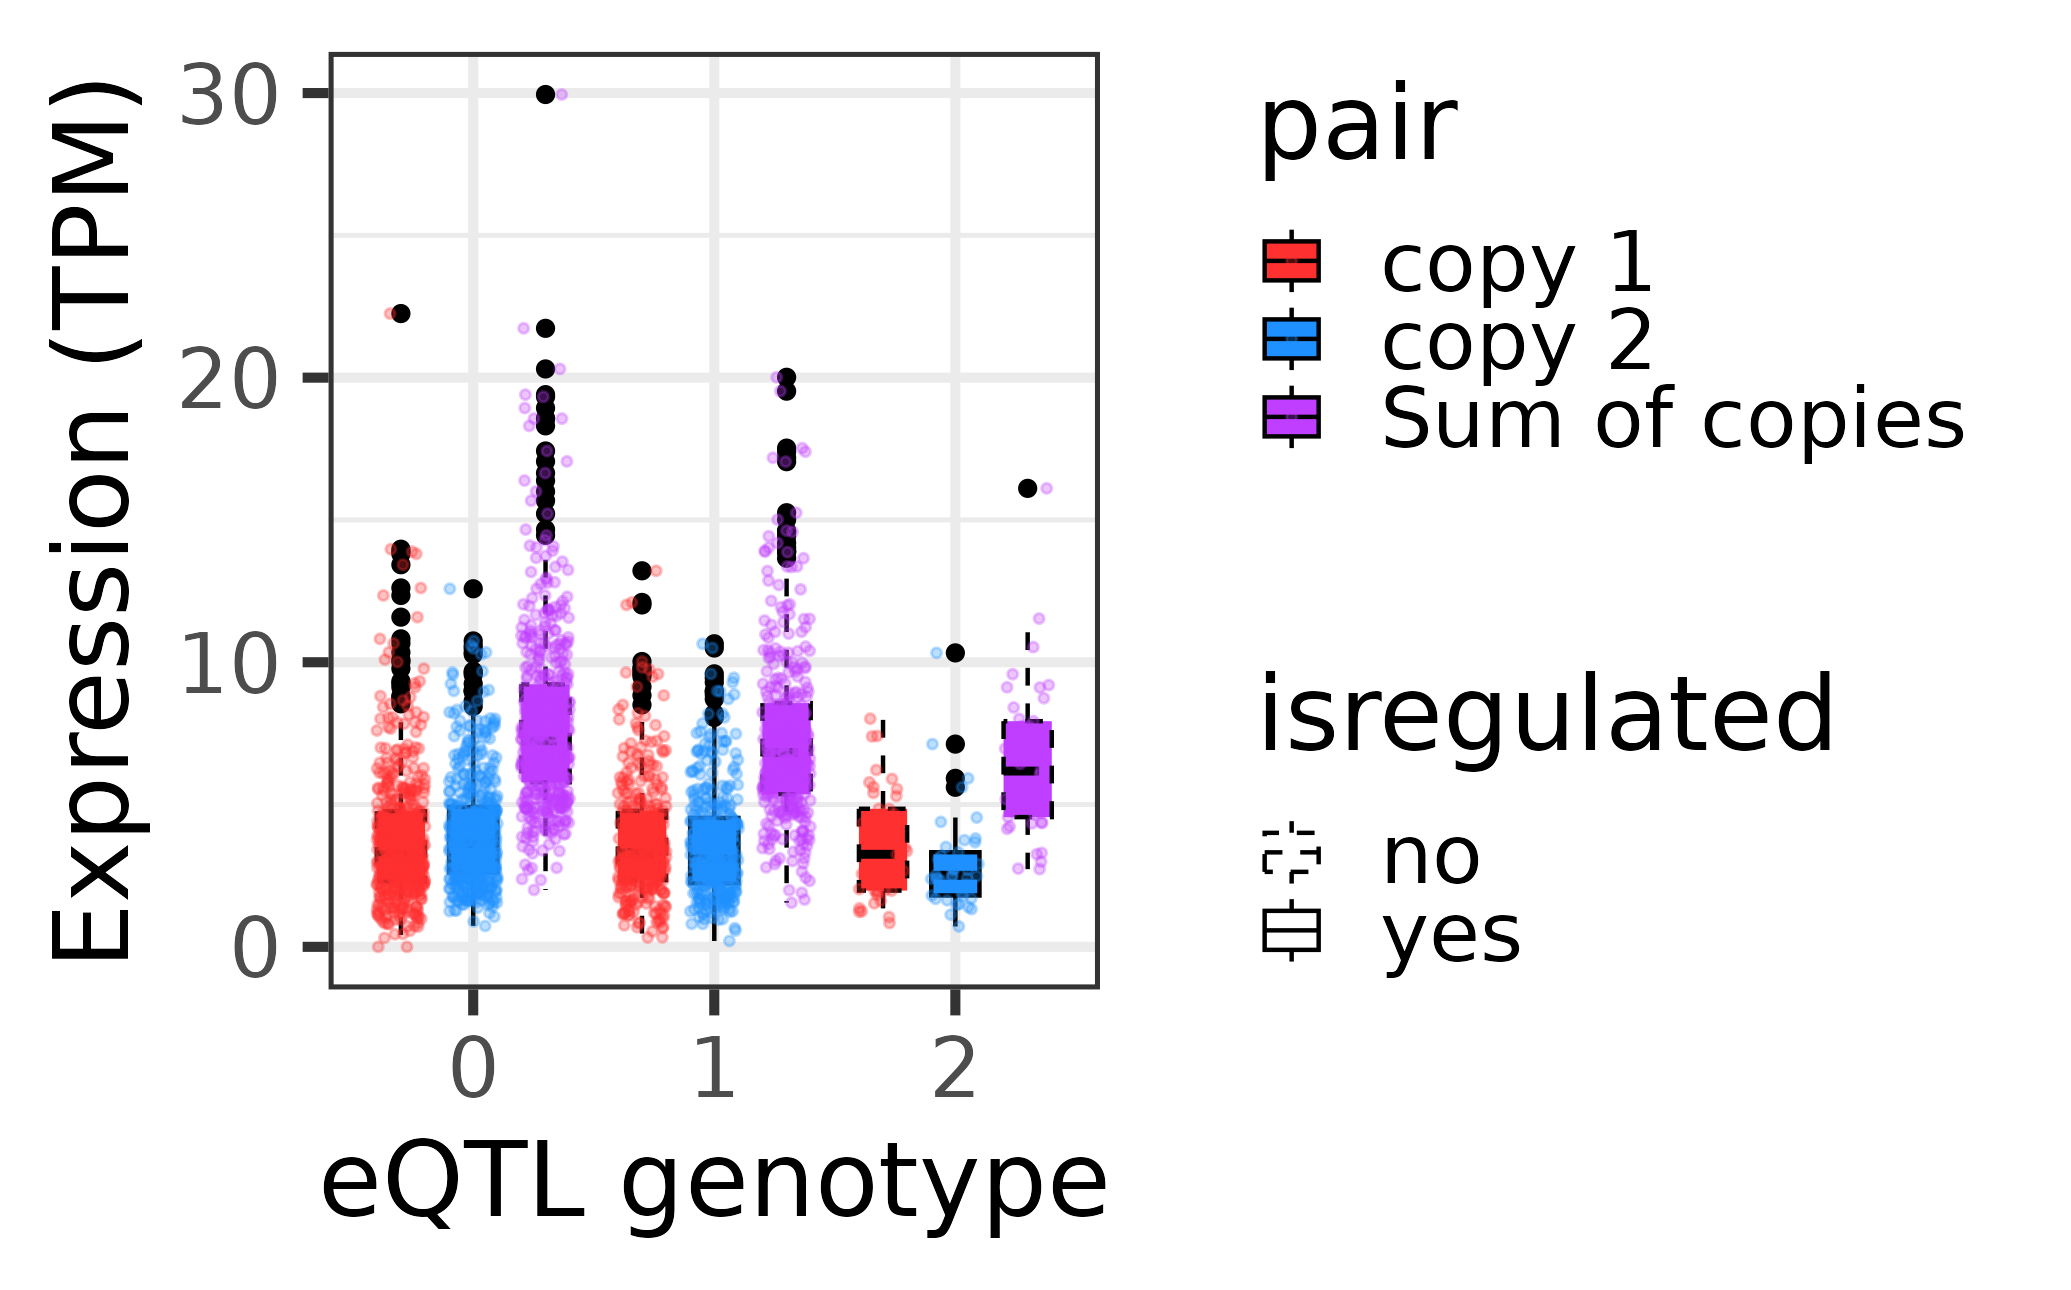 Expression (TPM)
30
20
10
0
0 1 2
eQTL genotype
pair
copy 1
copy 2
Sum of copies
isregulated
no
yes